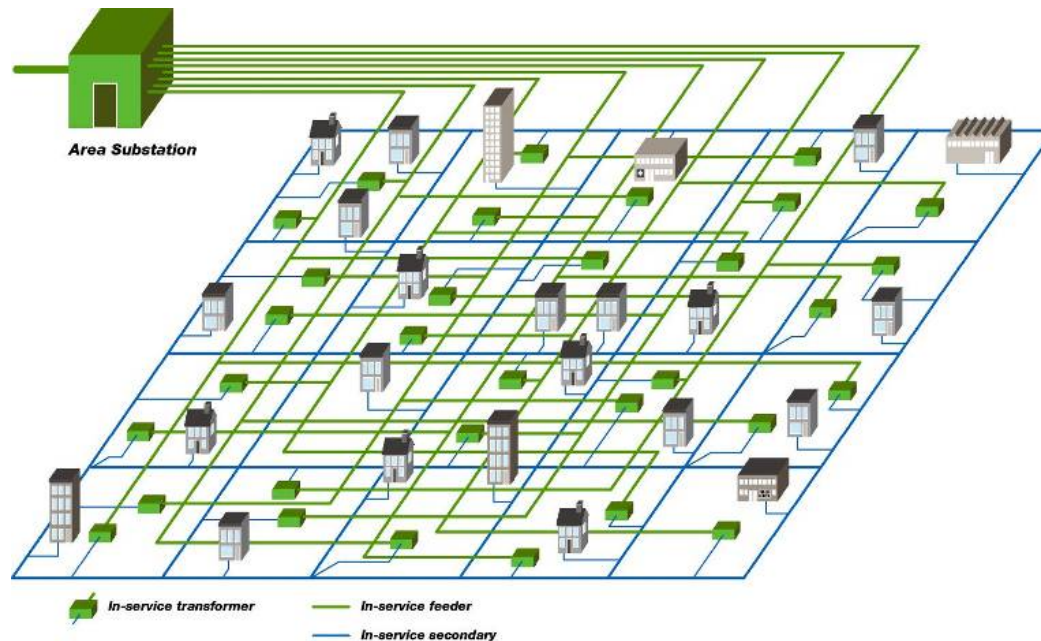 Area Substation
In-service transformer
In-service feeder
In-service secondary